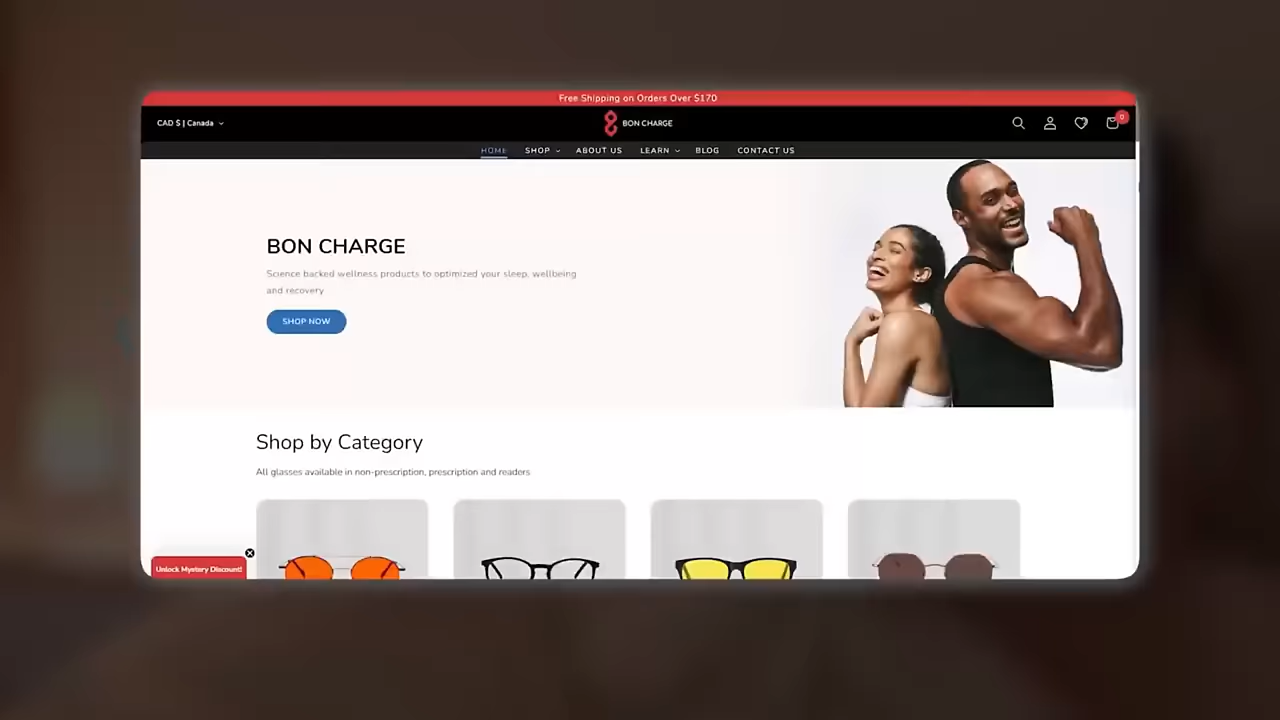 Free Shipping on Orders Over $170
CAD $ | Canada
BON CHARGE
0
HOME SHOP ABOUT US LEARN BLOG CONTACT US
BON CHARGE
Science backed wellness products to optimized your sleep, wellbeing
and recovery
SHOP NOW
Shop by Category
All glasses available in non-prescription, prescription and readers
Unlock Mystery Discount!